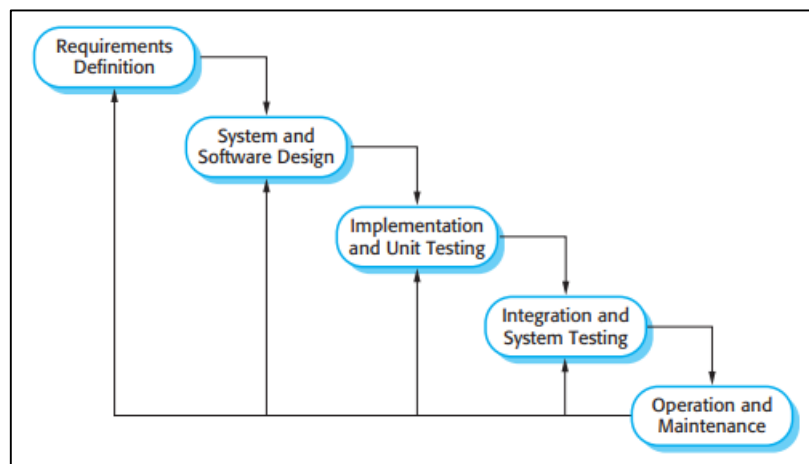 Requirements
Definition
System and
Software Design
Implementation
and Unit Testing
Integration and
System Testing
Operation and
Maintenance